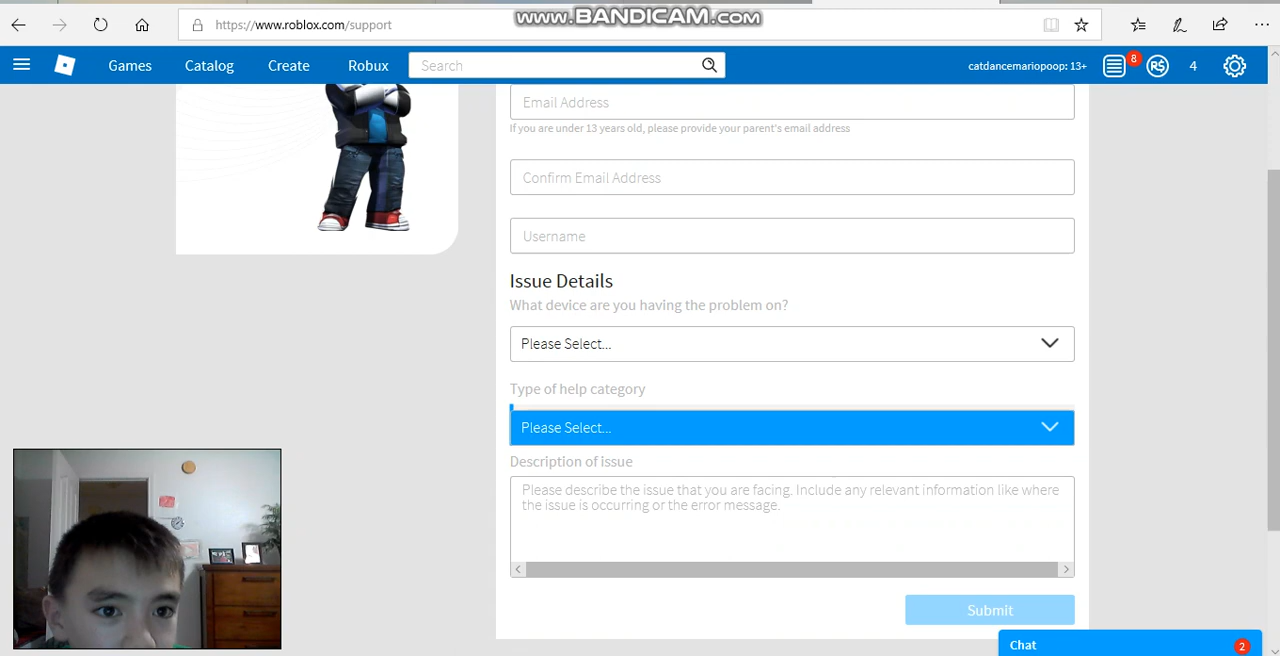 www.BANDICAM.COM
https://www.roblox.com/support
Games Catalog Create Robux Search catdancemariopoop: 13+ 8 R$ 4
Email Address
If you are under 13 years old, please provide your parent's email address
Confirm Email Address
Username
Issue Details
What device are you having the problem on?
Please Select...
Type of help category
Please Select...
Description of issue
Please describe the issue that you are facing. Include any relevant information like where
the issue is occurring or the error message.
Submit
Chat 2